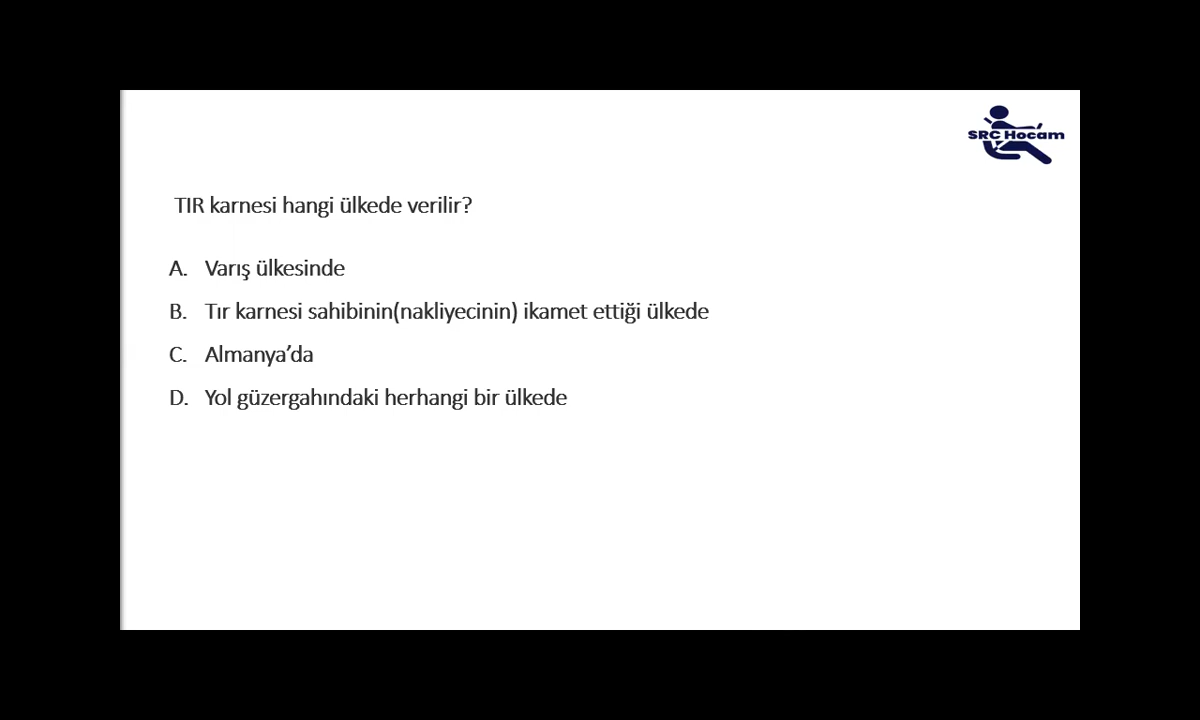 SRC Hocam
TIR karnesi hangi ülkede verilir?
A. Varış ülkesinde
B. Tır karnesi sahibinin(nakliyecinin) ikamet ettiği ülkede
C. Almanya’da
D. Yol güzergahındaki herhangi bir ülkede